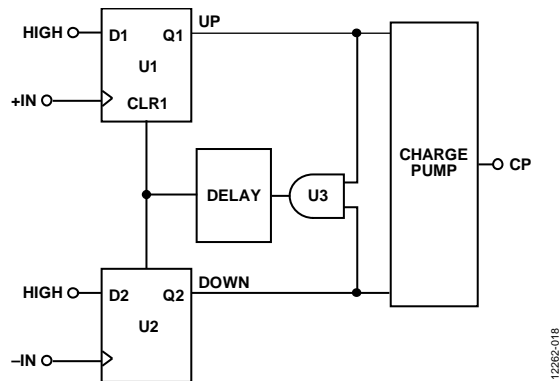 UP
HIGH
D1 Q1
U1
+IN
CLR1
DELAY
U3
CHARGE
PUMP
CP
HIGH
D2 Q2
DOWN
U2
–IN
12262-018